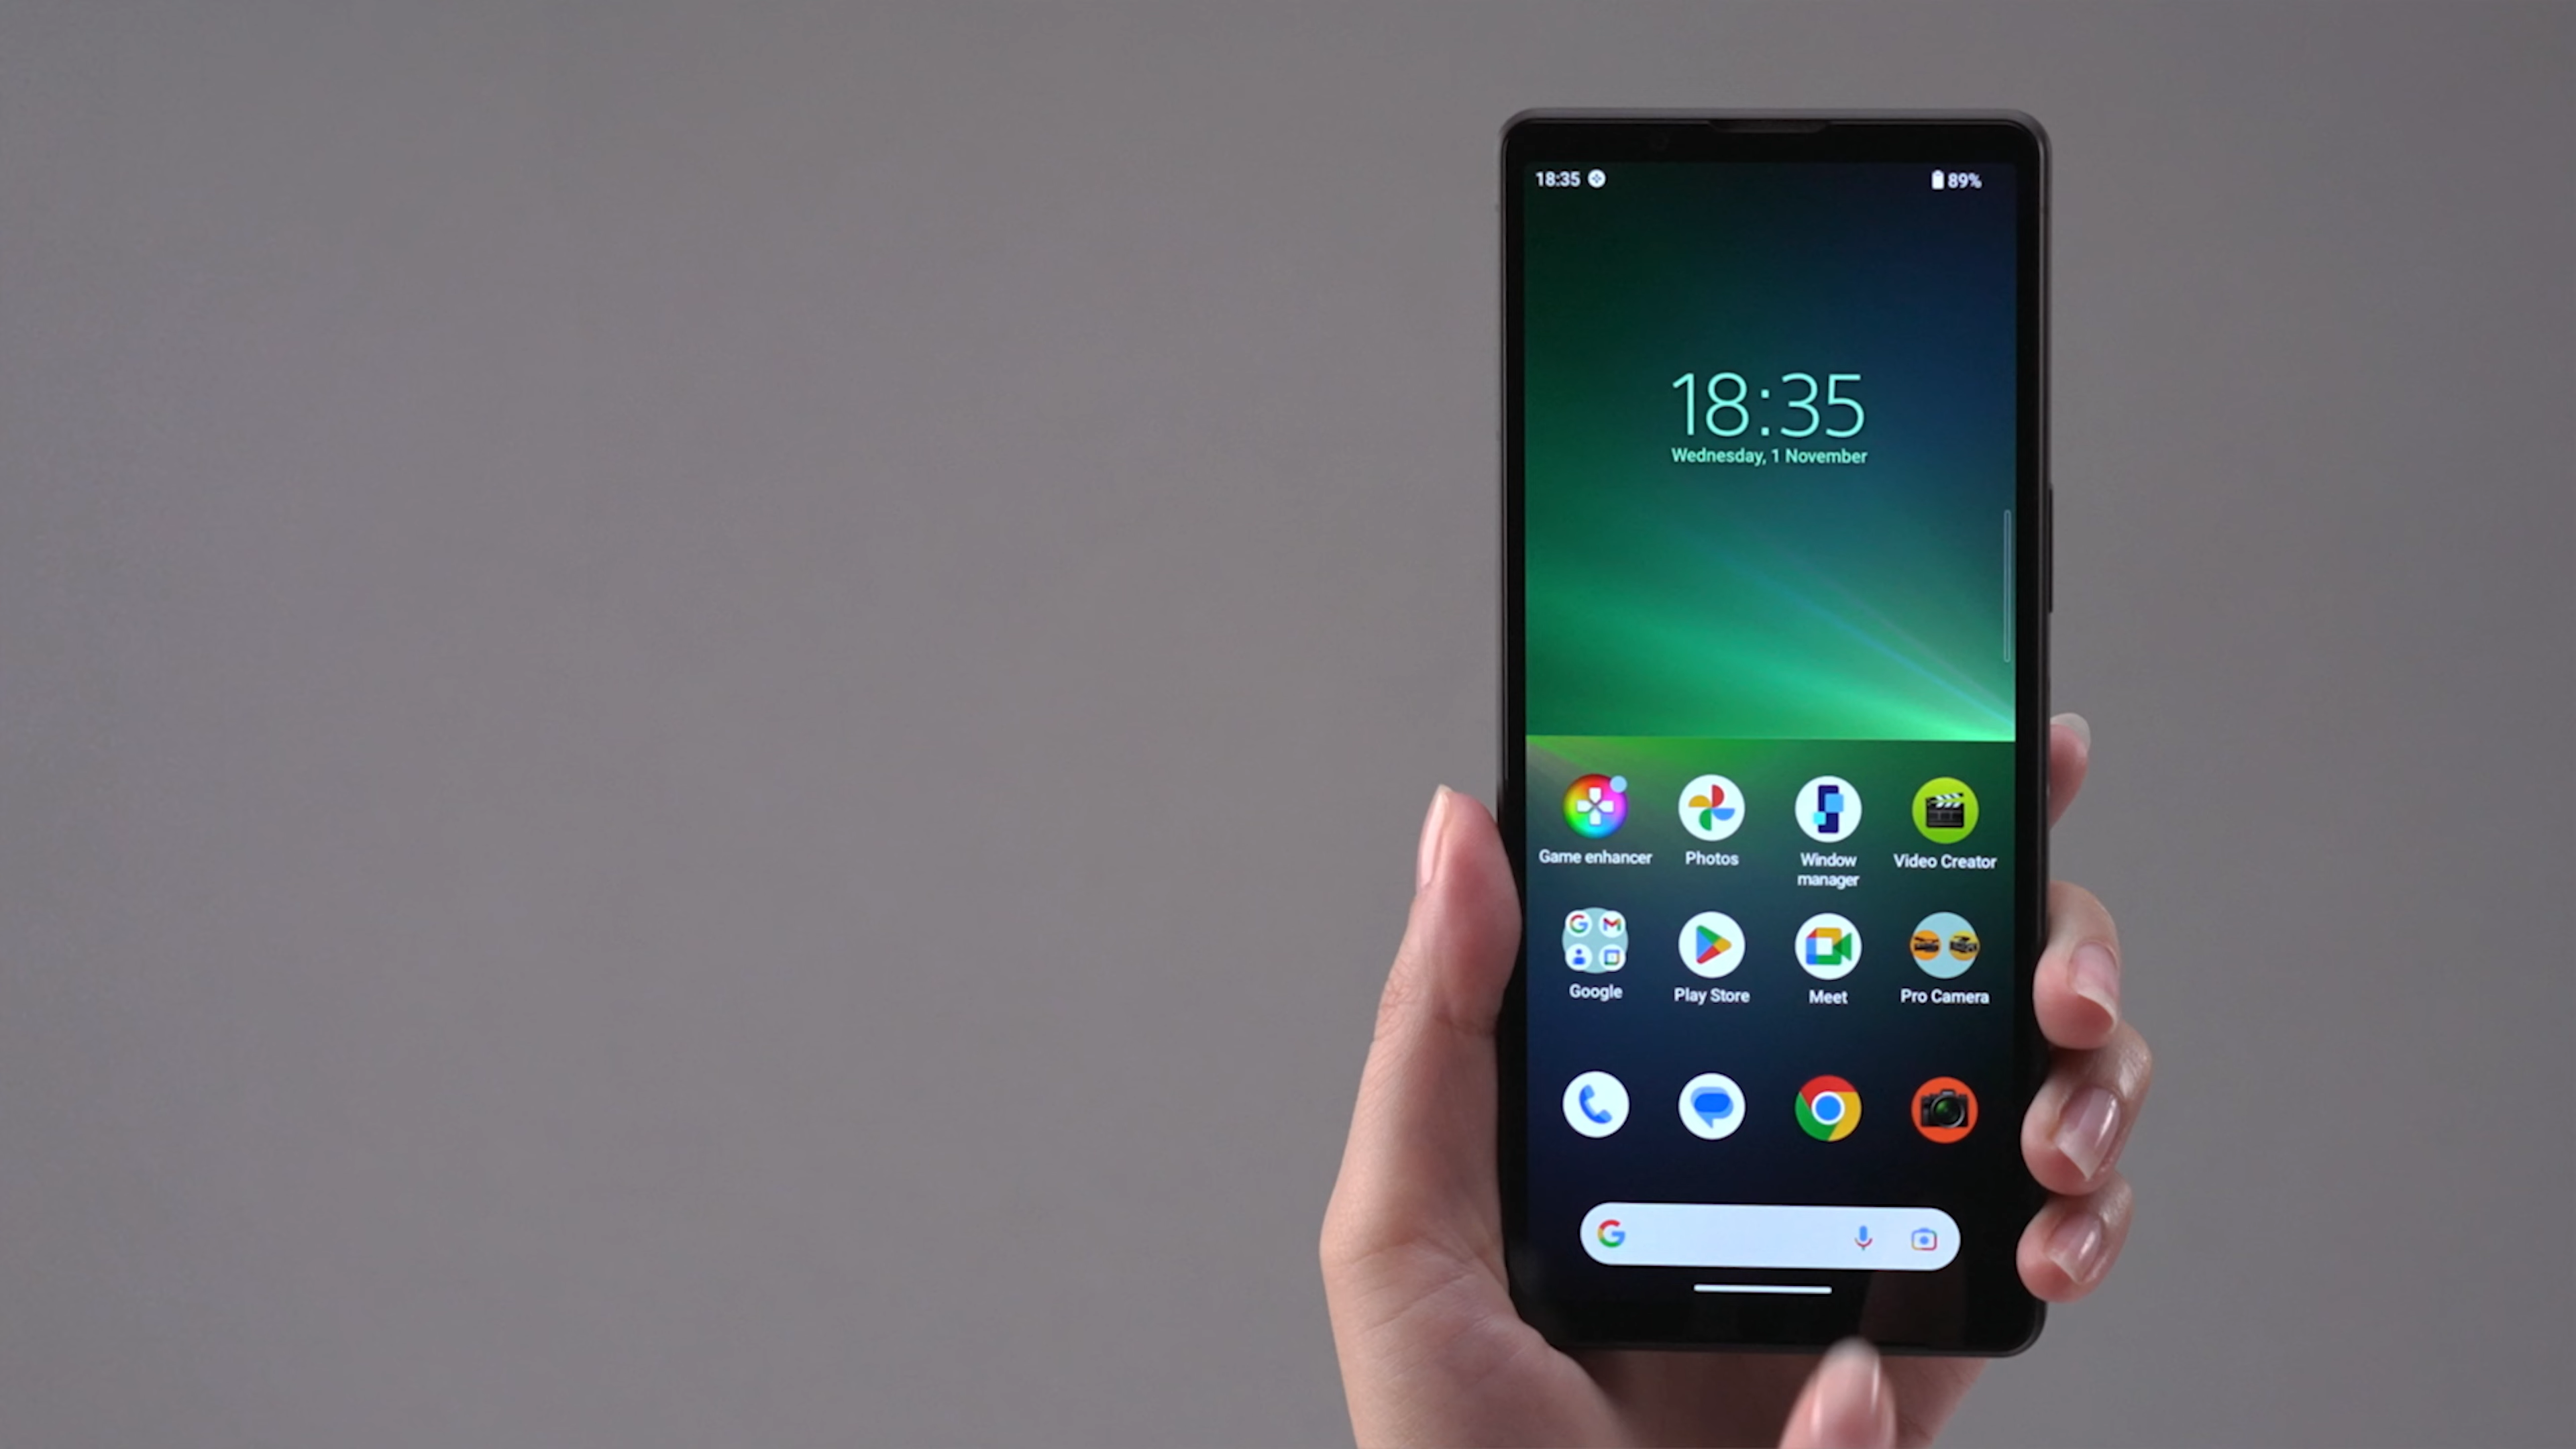 18:35 89%
18:35
Wednesday, 1 November
Game enhancer Photos Window manager Video Creator
Google Play Store Meet Pro Camera